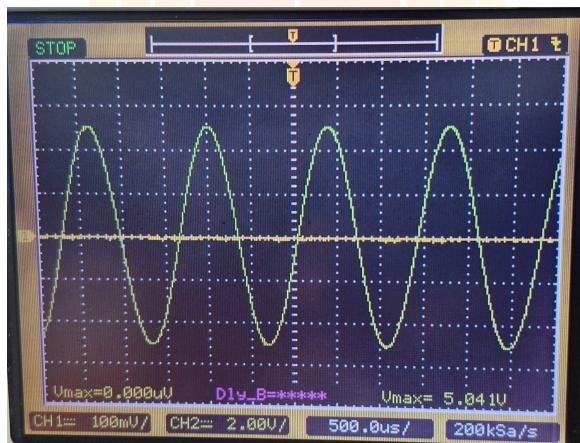 STOP
T
T CH1
T
Vmax=0.000uV Dly_B=***** Vmax= 5.041V
CH1 100mV/ CH2 2.00V/ 500.0us/ 200kSa/s